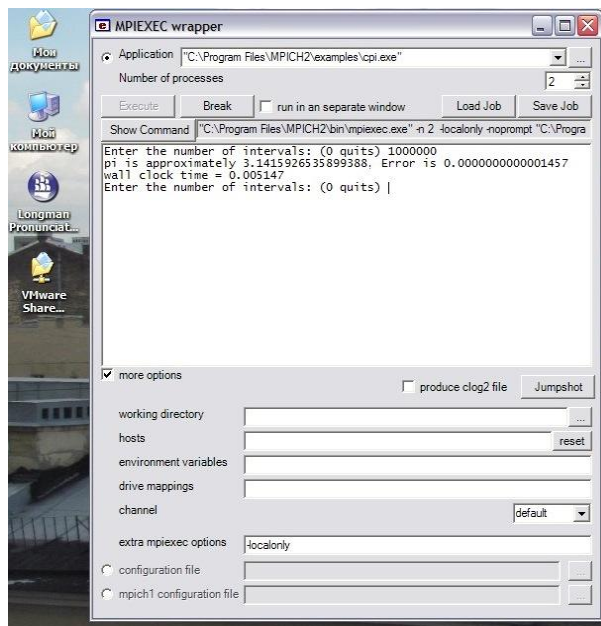 Мои документы
Мой компьютер
Longman Pronunciat...
VMware Share...
MPIEXEC wrapper
Application "C:\Program Files\MPICH2\examples\cpi.exe" ...
Number of processes 2
Execute Break run in an separate window Load Job Save Job
Show Command "C:\Program Files\MPICH2\bin\mpiexec.exe" -n 2 -localonly -noprompt "C:\Progra
Enter the number of intervals: (0 quits) 1000000
pi is approximately 3.1415926535899388, Error is 0.0000000000001457
wall clock time = 0.005147
Enter the number of intervals: (0 quits)
more options
produce clog2 file Jumpshot
working directory ...
hosts reset
environment variables
drive mappings
channel default
extra mpiexec options -localonly
configuration file ...
mpich1 configuration file ...